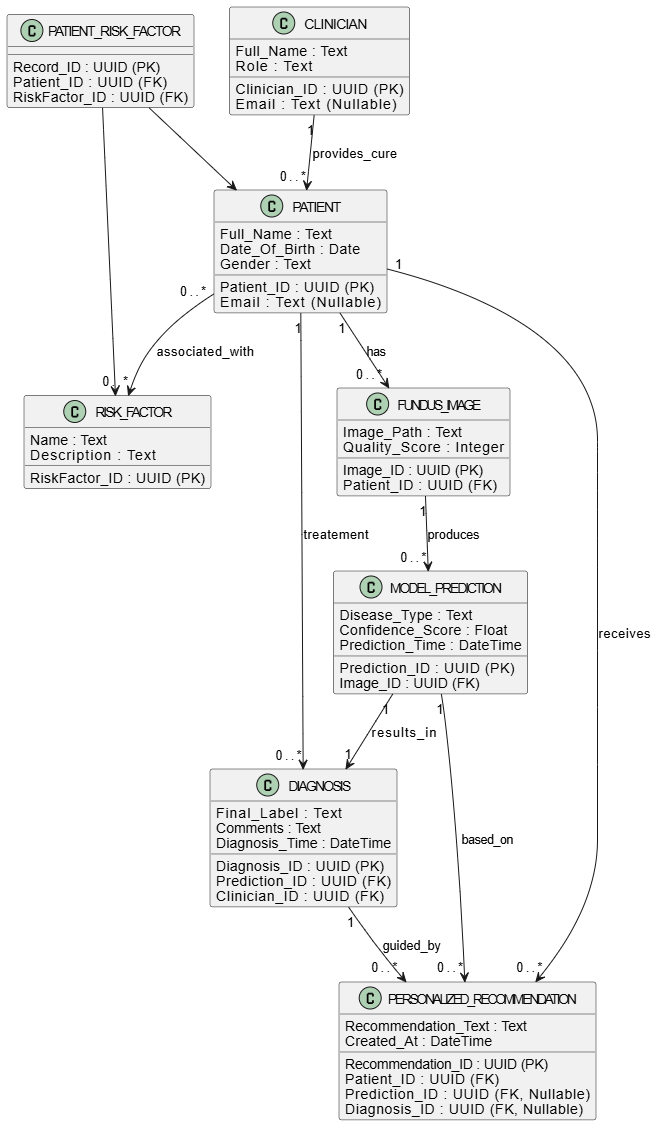 C PATIENT_RISK_FACTOR
Record_ID : UUID (PK)
Patient_ID : UUID (FK)
RiskFactor_ID : UUID (FK)
C CLINICIAN
Full_Name : Text
Role : Text
Clinician_ID : UUID (PK)
Email : Text (Nullable)
1
provides_cure
0..*
C PATIENT
Full_Name : Text
Date_Of_Birth : Date
Gender : Text
Patient_ID : UUID (PK)
Email : Text (Nullable)
1
0..*
associated_with
0..*
1
1
has
0..*
C RISK_FACTOR
Name : Text
Description : Text
RiskFactor_ID : UUID (PK)
C FUNDUS_IMAGE
Image_Path : Text
Quality_Score : Integer
Image_ID : UUID (PK)
Patient_ID : UUID (FK)
treatement
1
produces
0..*
C MODEL_PREDICTION
Disease_Type : Text
Confidence_Score : Float
Prediction_Time : DateTime
Prediction_ID : UUID (PK)
Image_ID : UUID (FK)
receives
1
1
results_in
0..*
1
C DIAGNOSIS
Final_Label : Text
Comments : Text
Diagnosis_Time : DateTime
Diagnosis_ID : UUID (PK)
Prediction_ID : UUID (FK)
Clinician_ID : UUID (FK)
based_on
1
guided_by
0..*
0..*
0..*
C PERSONALIZED_RECOMMENDATION
Recommendation_Text : Text
Created_At : DateTime
Recommendation_ID : UUID (PK)
Patient_ID : UUID (FK)
Prediction_ID : UUID (FK, Nullable)
Diagnosis_ID : UUID (FK, Nullable)